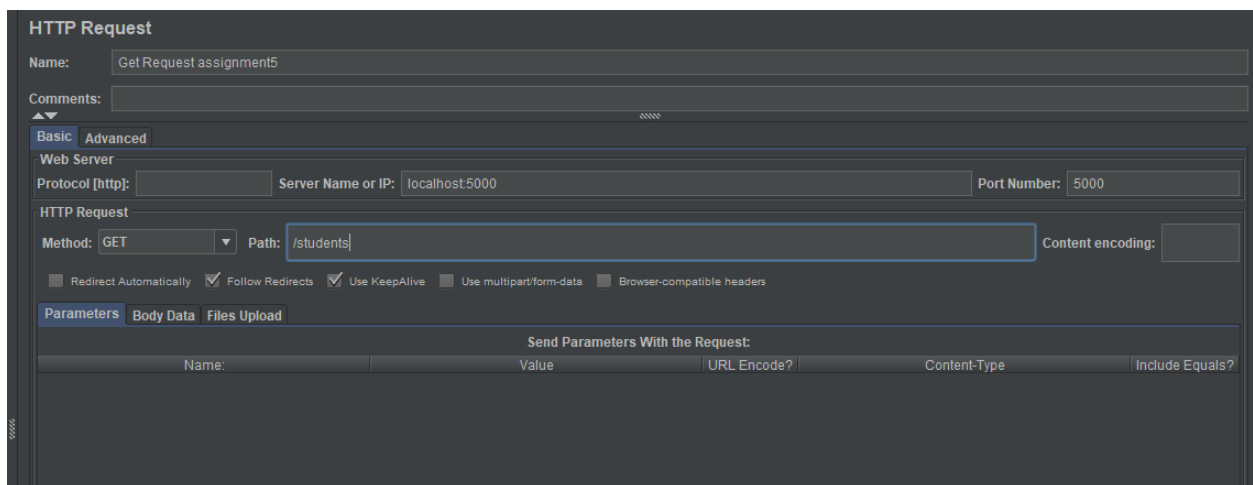 HTTP Request
Name: Get Request assignment5
Comments:
Basic Advanced
Web Server
Protocol [http]: Server Name or IP: localhost:5000 Port Number: 5000
HTTP Request
Method: GET Path: /students Content encoding:
Redirect Automatically Follow Redirects Use KeepAlive Use multipart/form-data Browser-compatible headers
Parameters Body Data Files Upload
Send Parameters With the Request:
Name: Value URL Encode? Content-Type Include Equals?